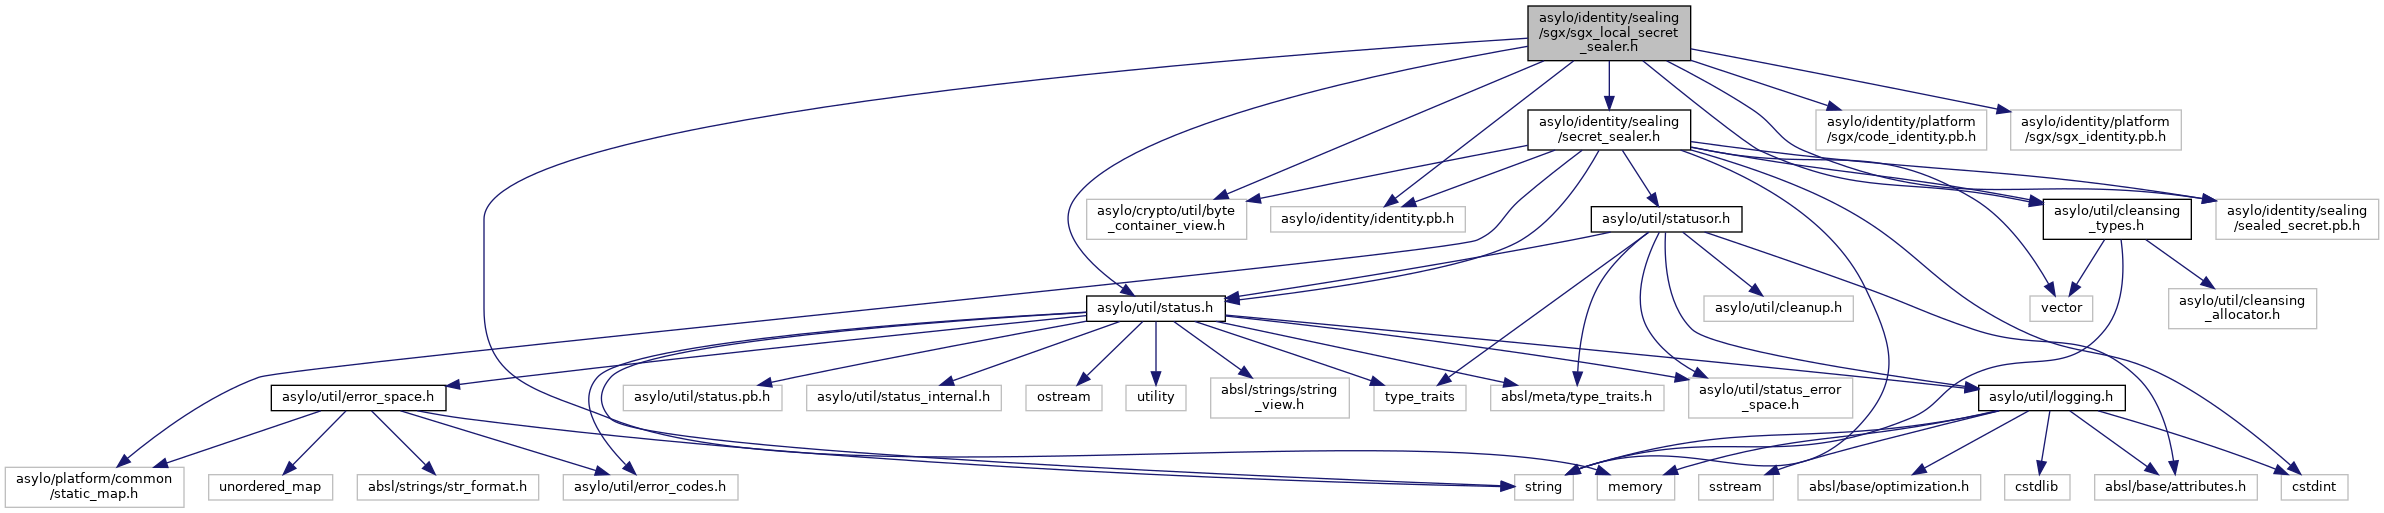 asylo/identity/sealing
/sgx/sgx_local_secret
_sealer.h
asylo/identity/sealing
/secret_sealer.h
asylo/identity/platform
/sgx/code_identity.pb.h
asylo/identity/platform
/sgx/sgx_identity.pb.h
asylo/crypto/util/byte
_container_view.h
asylo/identity/identity.pb.h
asylo/util/statusor.h
asylo/util/cleansing
_types.h
asylo/identity/sealing
/sealed_secret.pb.h
asylo/util/status.h
asylo/util/cleanup.h
vector
asylo/util/cleansing
_allocator.h
asylo/util/error_space.h
asylo/util/status.pb.h
asylo/util/status_internal.h
ostream
utility
absl/strings/string
_view.h
type_traits
absl/meta/type_traits.h
asylo/util/status_error
_space.h
asylo/util/logging.h
asylo/platform/common
/static_map.h
unordered_map
absl/strings/str_format.h
asylo/util/error_codes.h
string
memory
sstream
absl/base/optimization.h
cstdlib
absl/base/attributes.h
cstdint